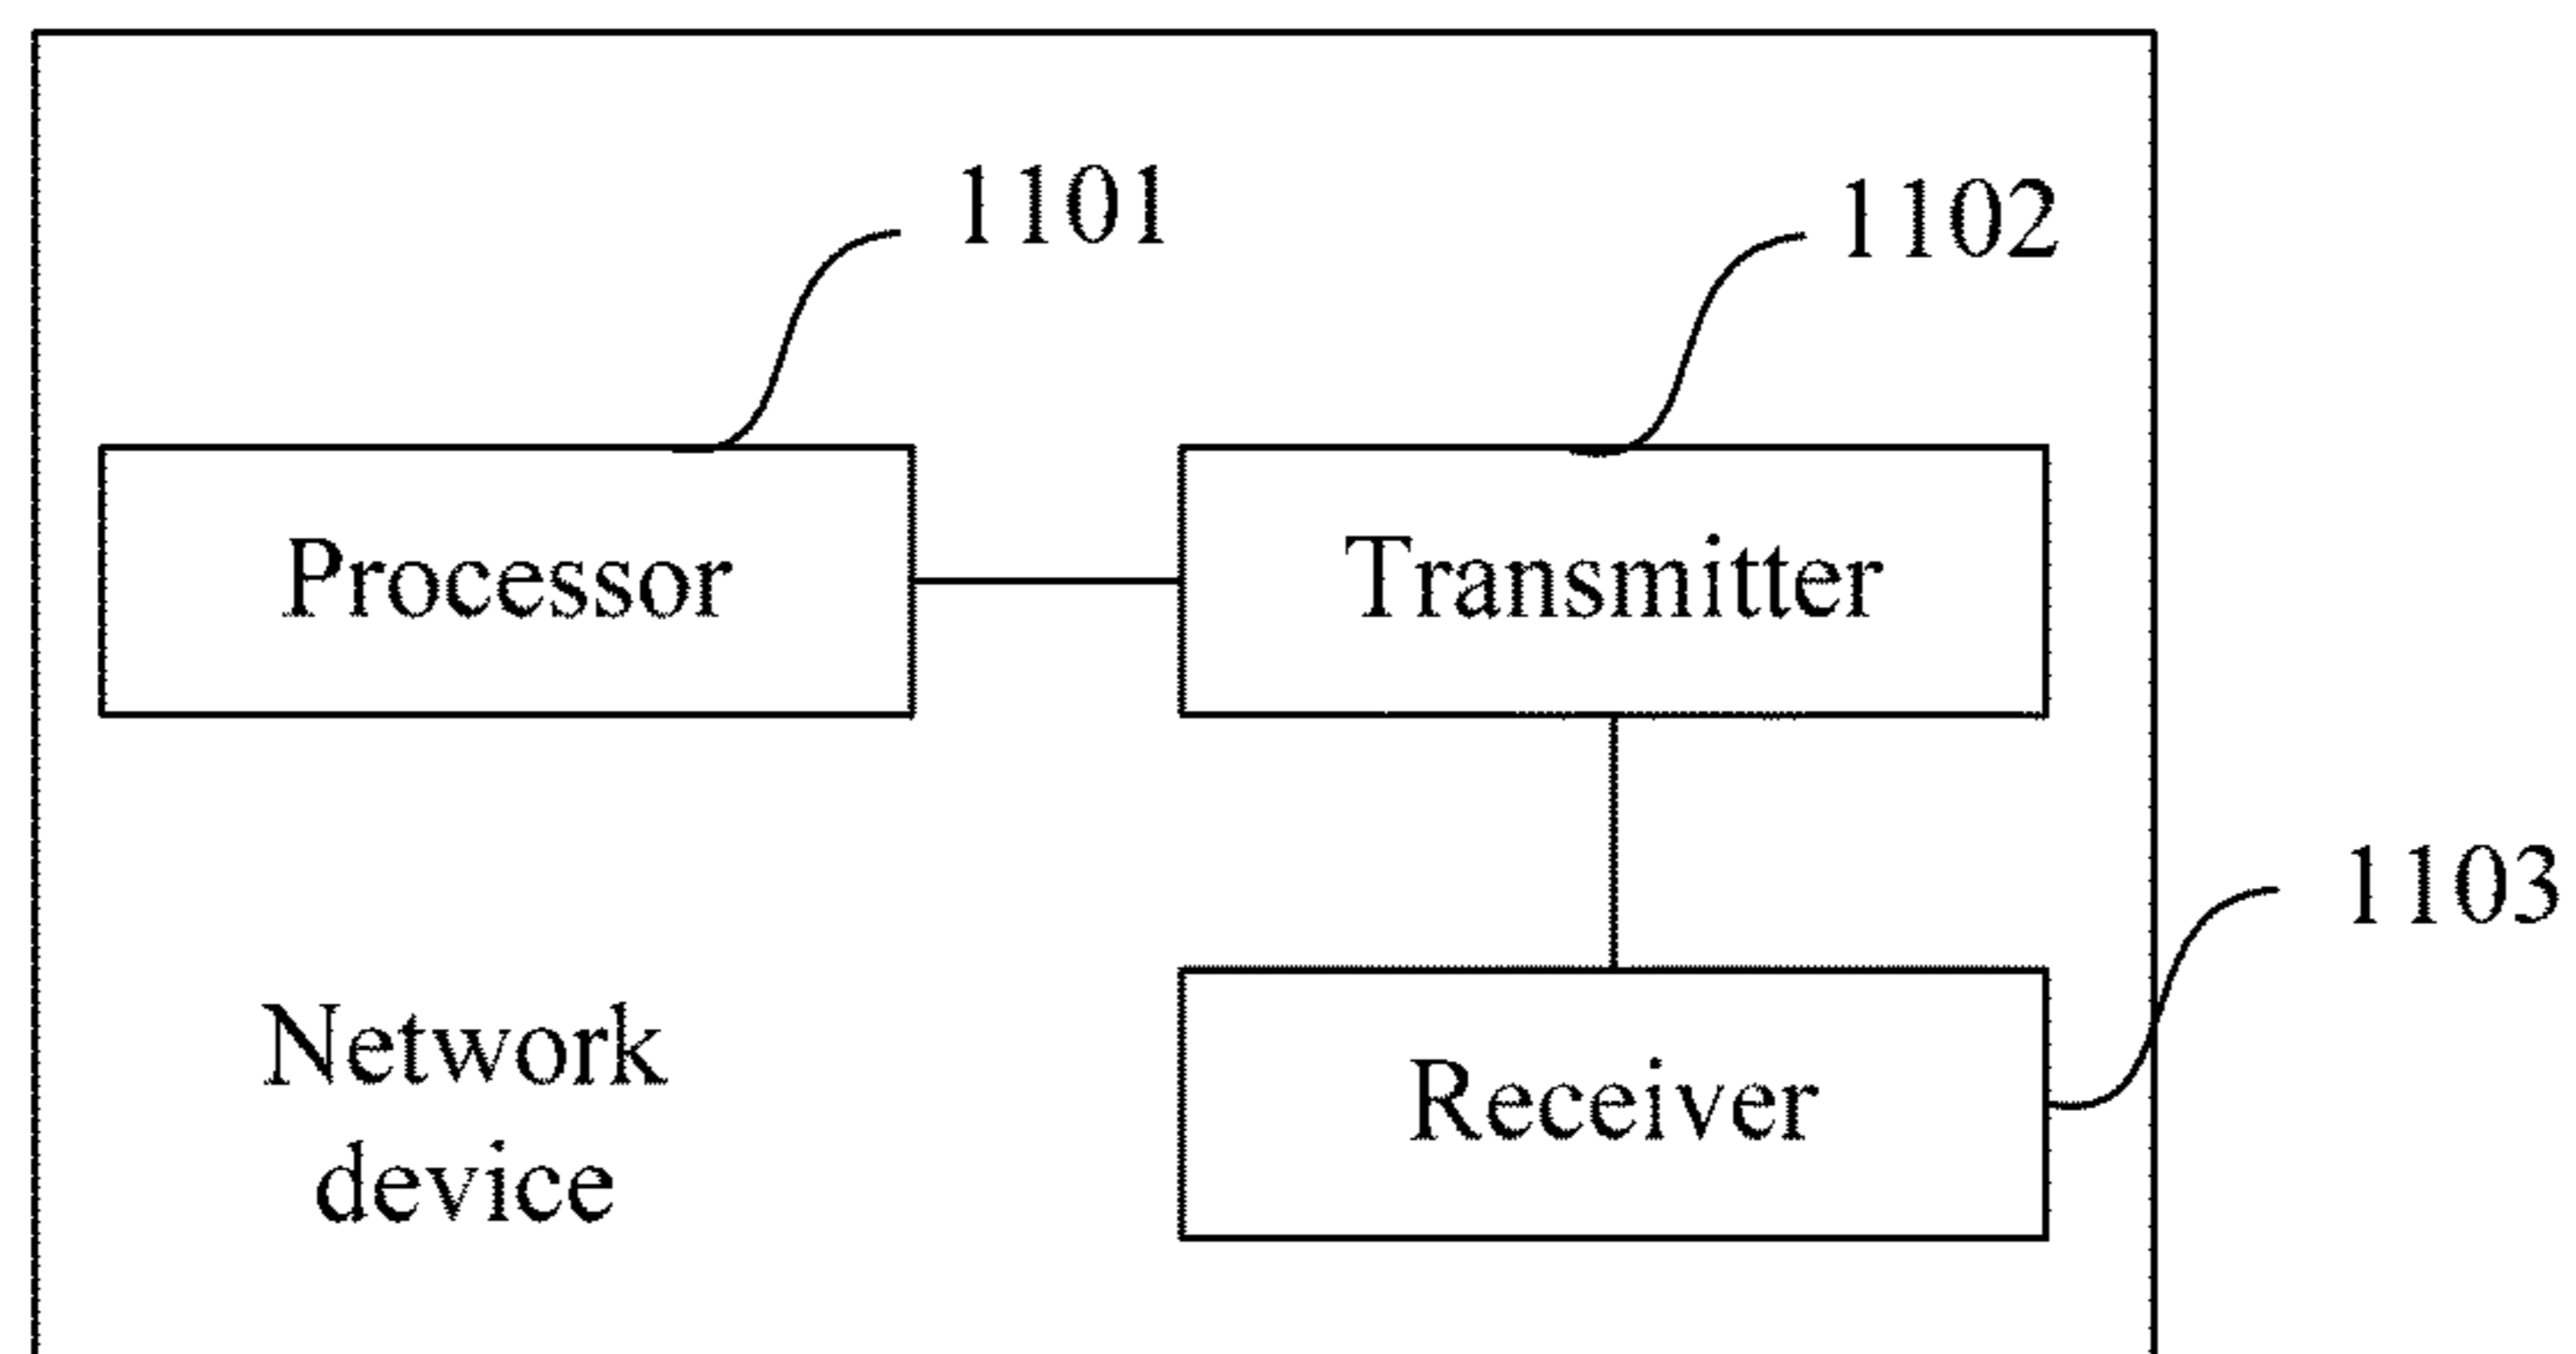 1101
1102
Processor
Transmitter
1103
Network
device
Receiver